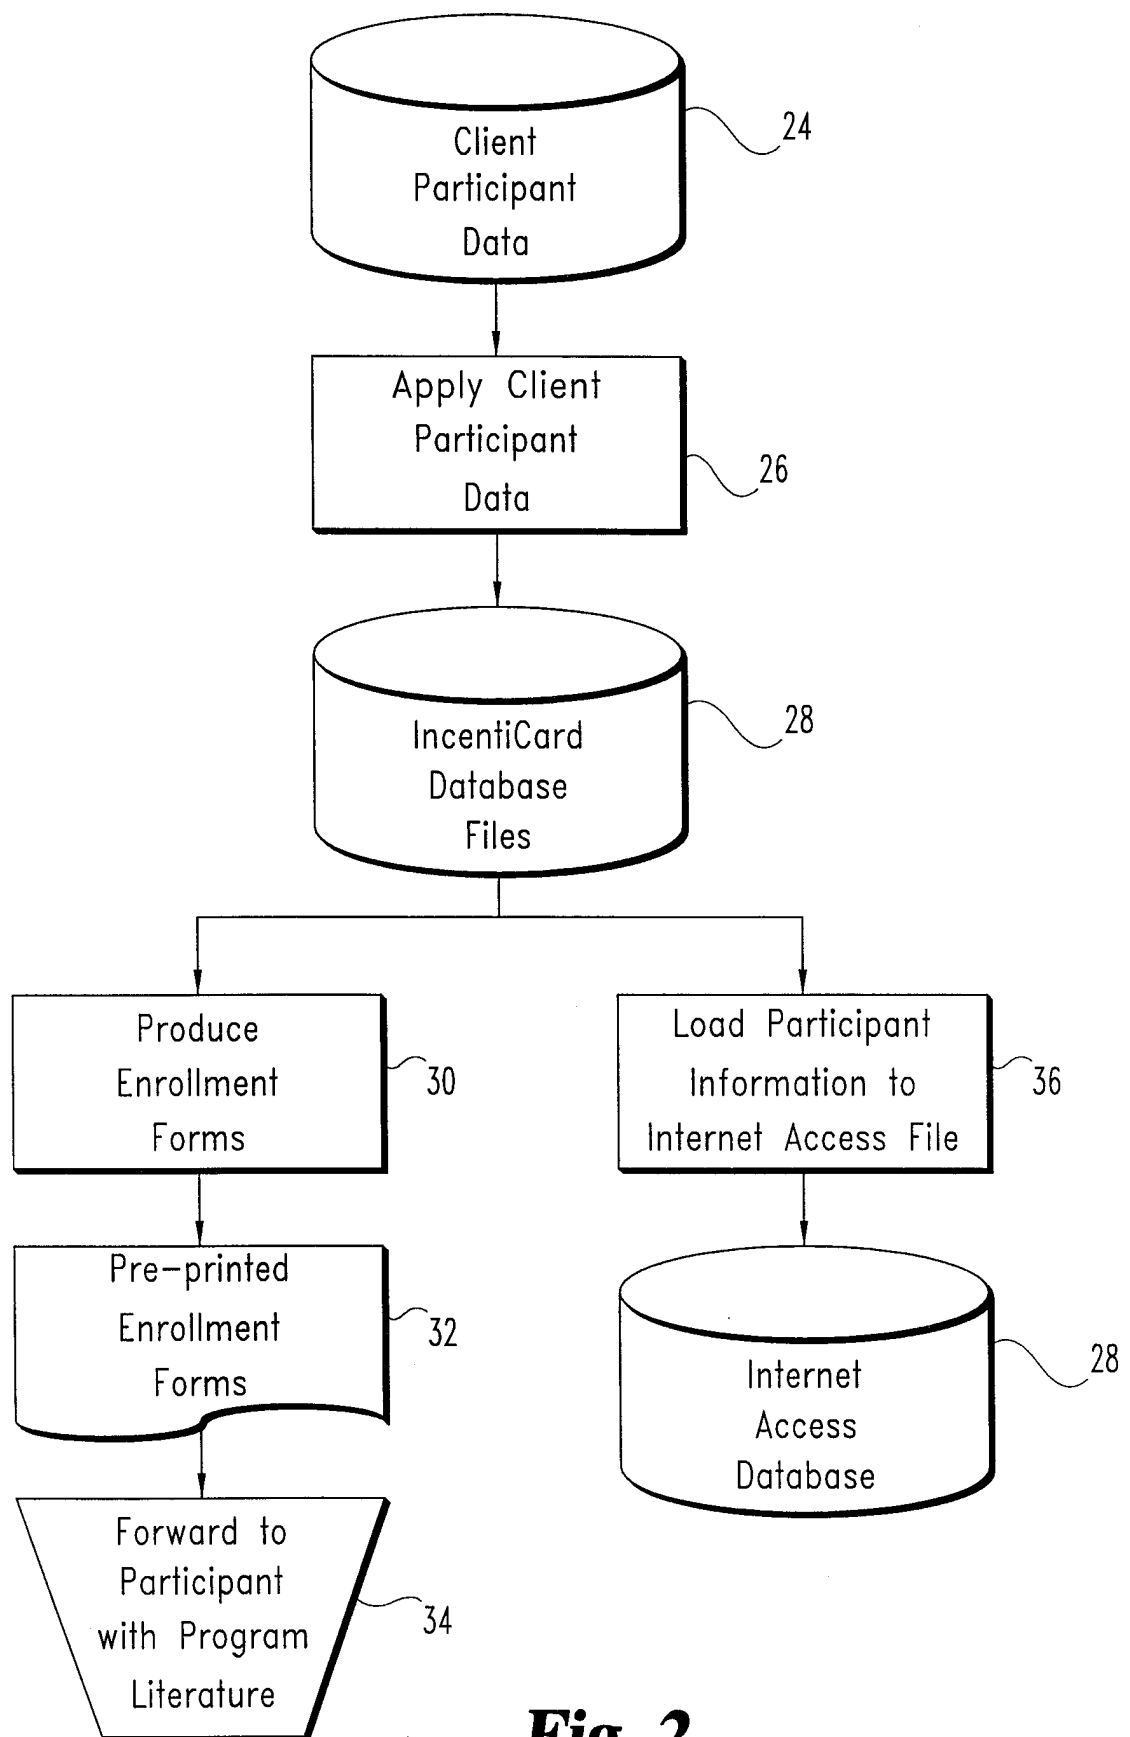 Client
Participant
Data
24
Apply Client
Participant
Data
26
IncentiCard
Database
Files
28
Produce
Enrollment
Forms
30
Load Participant
Information to
Internet Access File
36
Pre-printed
Enrollment
Forms
32
Internet
Access
Database
28
Forward to
Participant
with Program
Literature
34
Fig. 2